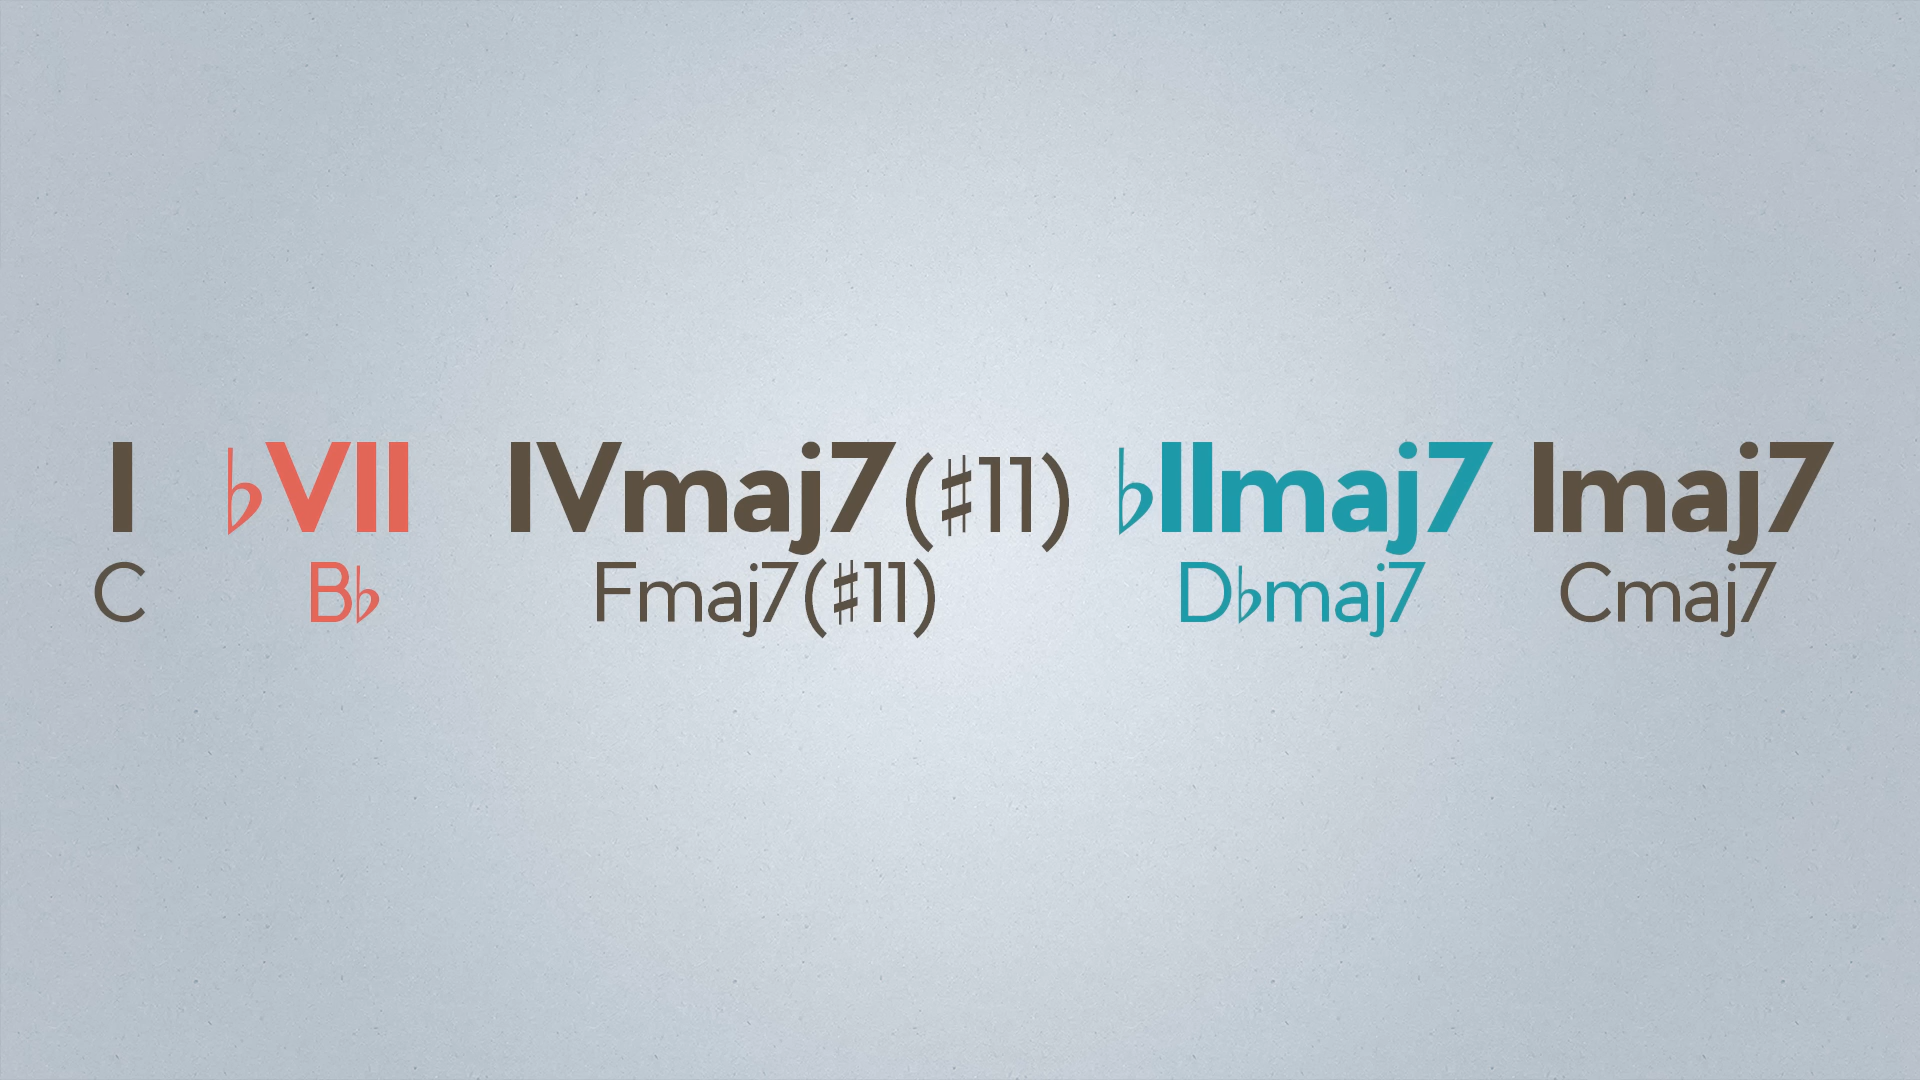 I ♭VII IVmaj7(♯11) ♭IImaj7 Imaj7
C B♭ Fmaj7(♯11) D♭maj7 Cmaj7